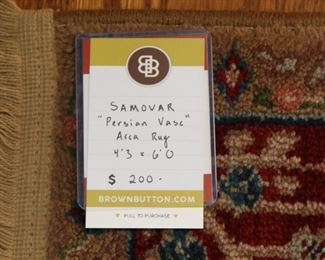 BB
SAMOVAR
"Persian Vase"
Area Rug
4'3 x 6'0
$ 200.-
BROWNBUTTON.COM
PULL TO PURCHASE